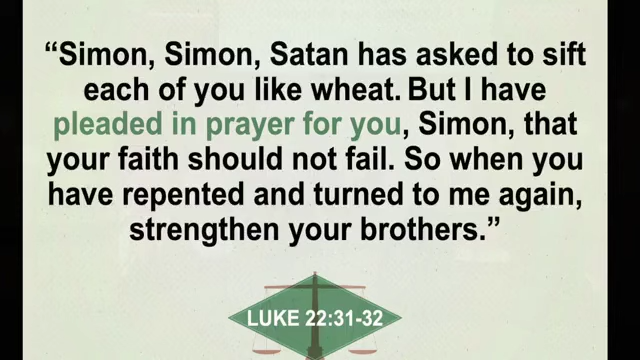 “Simon, Simon, Satan has asked to sift
each of you like wheat. But I have
pleaded in prayer for you, Simon, that
your faith should not fail. So when you
have repented and turned to me again,
strengthen your brothers.”
LUKE 22:31-32